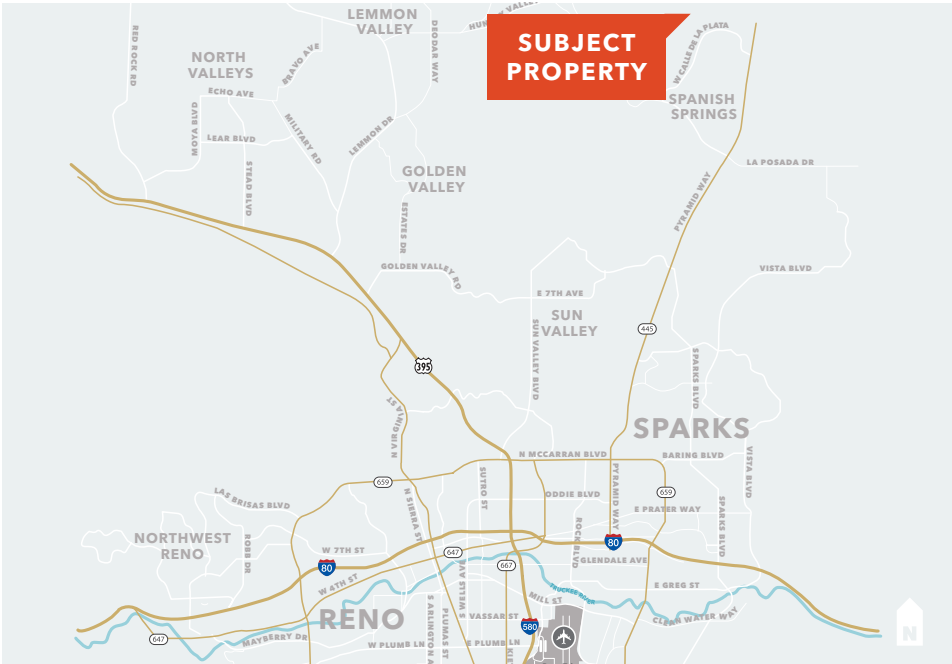 LEMMON
VALLEY
RED ROCK RD
DEODAR WAY
SUBJECT
PROPERTY
W CALLE DE LA PLATA
NORTH
VALLEYS
BRAVO AVE
ECHO AVE
SPANISH
SPRINGS
MOYA BLVD
LEAR BLVD
MILITARY RD
LEMMON DR
STEAD BLVD
GOLDEN
VALLEY
LA POSADA DR
PYRAMID WAY
ESTATES DR
GOLDEN VALLEY RD
VISTA BLVD
E 7TH AVE
SUN
VALLEY
SUN VALLEY BLVD
445
395
SPARKS BLVD
N VIRGINIA ST
SPARKS
N MCCARRAN BLVD
BARING BLVD
VISTA BLVD
659
SUTRO ST
PYRAMID WAY
659
LAS BRISAS BLVD
N SIERRA ST
ODDIE BLVD
E PRATER WAY
SPARKS BLVD
ROCK BLVD
NORTHWEST
RENO
ROBB DR
W 7TH ST
647
80
80
667
GLENDALE AVE
W 4TH ST
E GREG ST
TRUCKEE RIVER
MILL ST
S WELLS AVE
RENO
S ARLINGTON A
PLUMAS ST
VASSAR ST
580
CLEAN WATER WAY
647
MAYBERRY DR
W PLUMB LN
E PLUMB LN
N